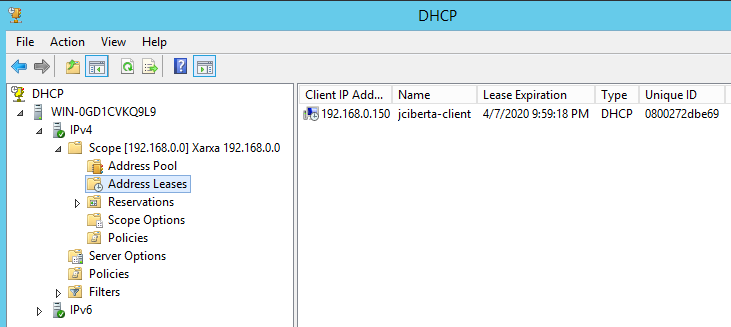 DHCP
File Action View Help
DHCP
WIN-0GD1CVKQ9L9
IPv4
Scope [192.168.0.0] Xarxa 192.168.0.0
Address Pool
Address Leases
Reservations
Scope Options
Policies
Server Options
Policies
Filters
IPv6
Client IP Addr... Name Lease Expiration Type Unique ID
192.168.0.150 jciberta-client 4/7/2020 9:59:18 PM DHCP 0800272dbe69